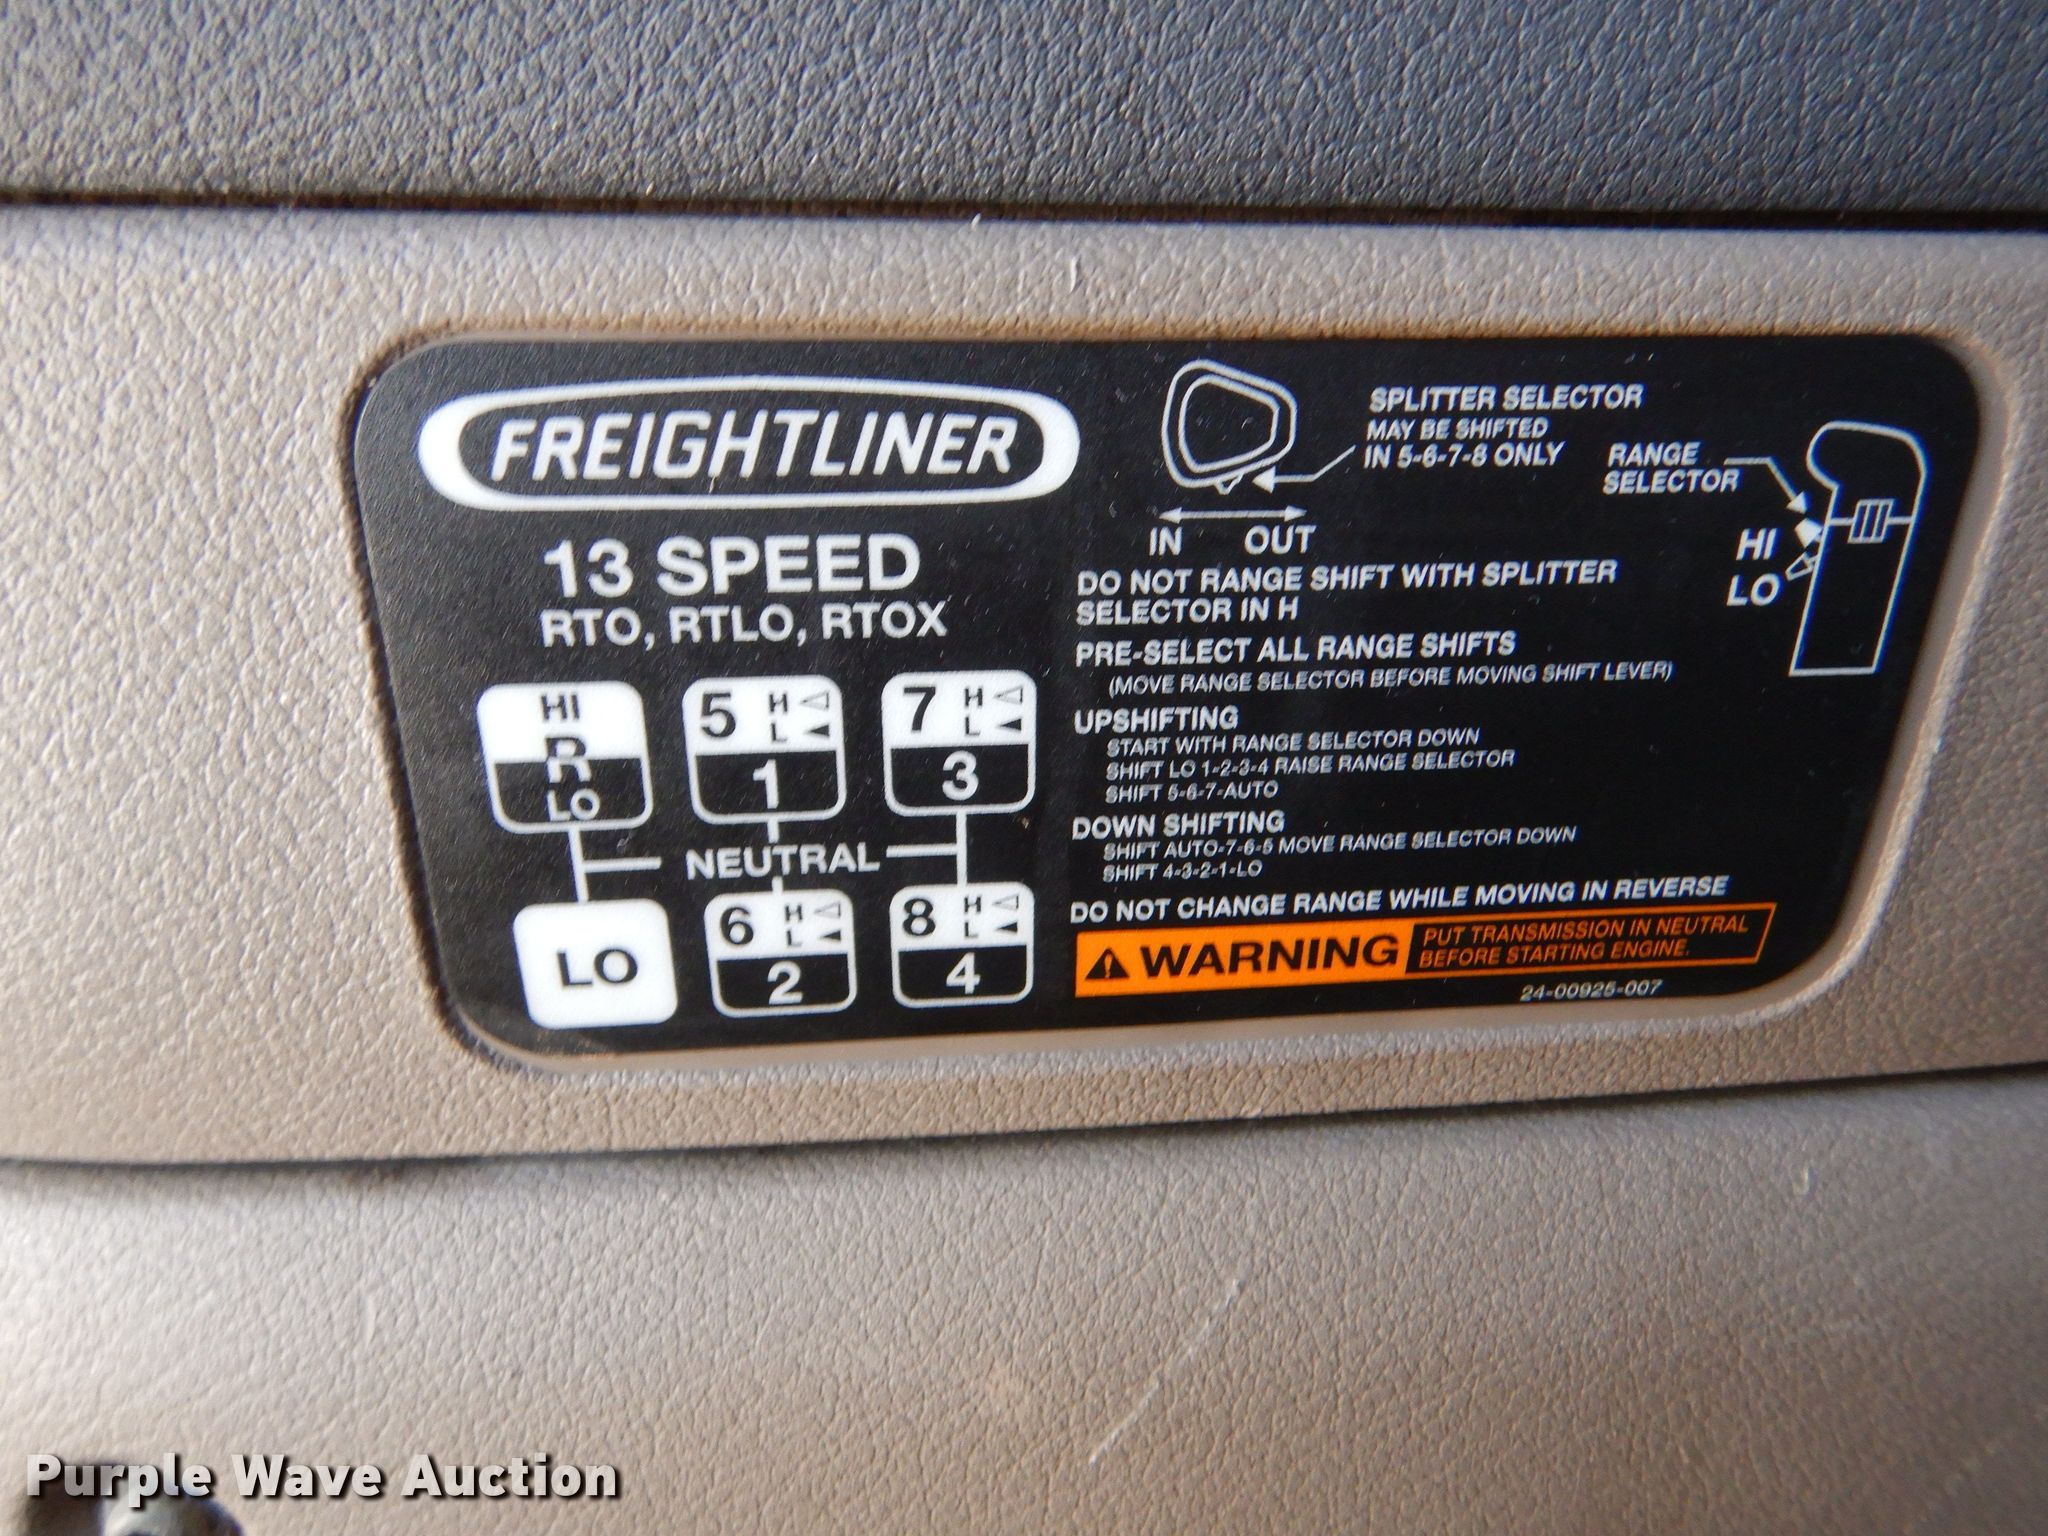 FREIGHTLINER
13 SPEED
RTO, RTLO, RTOX
HI
R
LO
5 H
L
1
7 H
L
3
NEUTRAL
LO
6 H
L
2
8 H
L
4
SPLITTER SELECTOR
MAY BE SHIFTED
IN 5-6-7-8 ONLY
RANGE
SELECTOR
HI
LO
IN OUT
DO NOT RANGE SHIFT WITH SPLITTER
SELECTOR IN H
PRE-SELECT ALL RANGE SHIFTS
(MOVE RANGE SELECTOR BEFORE MOVING SHIFT LEVER)
UPSHIFTING
START WITH RANGE SELECTOR DOWN
SHIFT LO 1-2-3-4 RAISE RANGE SELECTOR
SHIFT 5-6-7-AUTO
DOWN SHIFTING
SHIFT AUTO-7-6-5 MOVE RANGE SELECTOR DOWN
SHIFT 4-3-2-1-LO
DO NOT CHANGE RANGE WHILE MOVING IN REVERSE
WARNING
PUT TRANSMISSION IN NEUTRAL
BEFORE STARTING ENGINE.
24-00925-007
Purple Wave Auction